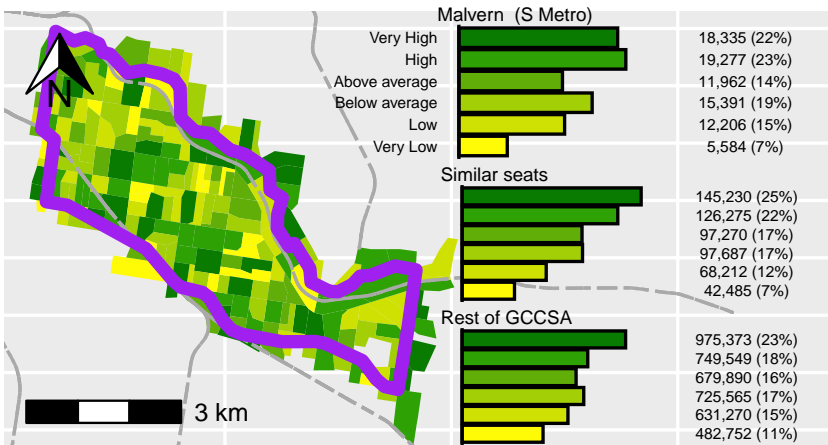 Malvern (S Metro)
Very High 18,335 (22%)
High 19,277 (23%)
Above average 11,962 (14%)
Below average 15,391 (19%)
Low 12,206 (15%)
Very Low 5,584 (7%)
Similar seats
145,230 (25%)
126,275 (22%)
97,270 (17%)
97,687 (17%)
68,212 (12%)
42,485 (7%)
Rest of GCCSA
975,373 (23%)
749,549 (18%)
679,890 (16%)
725,565 (17%)
631,270 (15%)
482,752 (11%)
N
3 km